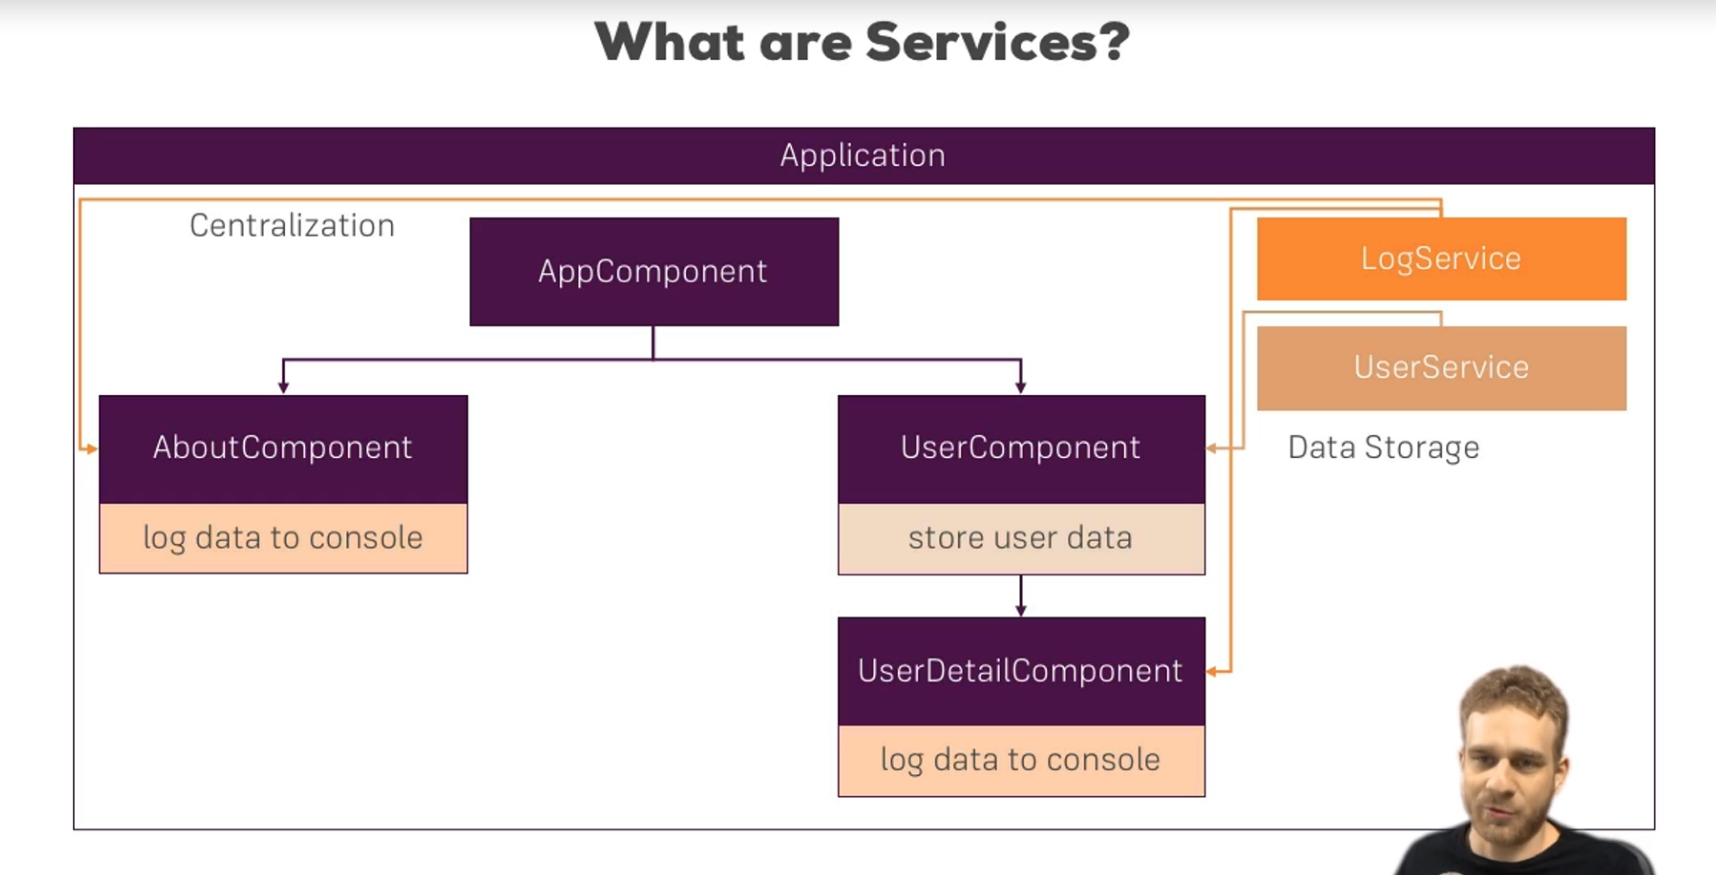 What are Services?
Application
Centralization
AppComponent
LogService
UserService
AboutComponent
UserComponent
Data Storage
log data to console
store user data
UserDetailComponent
log data to console